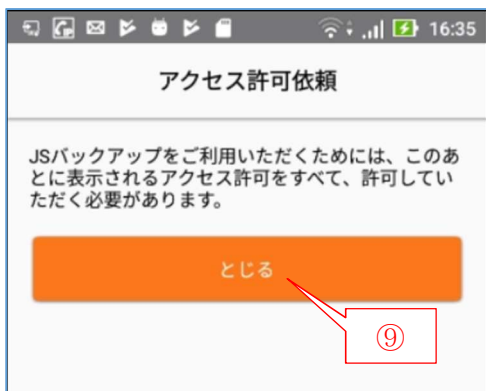 16:35
アクセス許可依頼
JSバックアップをご利用いただくためには、このあ
とに表示されるアクセス許可をすべて、許可してい
ただく必要があります。
とじる
⑨